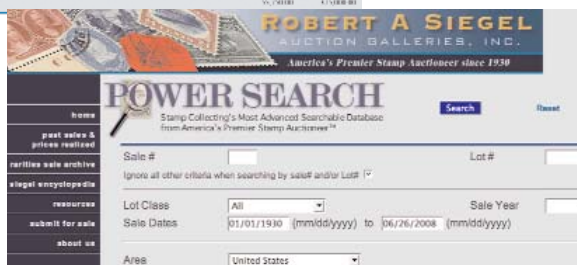 ROBERT A SIEGEL
AUCTION GALLERIES, INC.
America's Premier Stamp Auctioneer since 1930
POWER SEARCH
Stamp Collecting's Most Advanced Searchable Database
from America's Premier Stamp Auctioneer™
Search
Reset
home
past sales &
prices realized
rarities sale archive
siegel encyclopedia
resources
submit for sale
about us
Sale #
Lot #
Ignore all other criteria when searching by sale# and/or Lot#
Lot Class
All
Sale Year
Sale Dates
01/01/1930 (mm/dd/yyyy) to 06/26/2008 (mm/dd/yyyy)
Area
United States